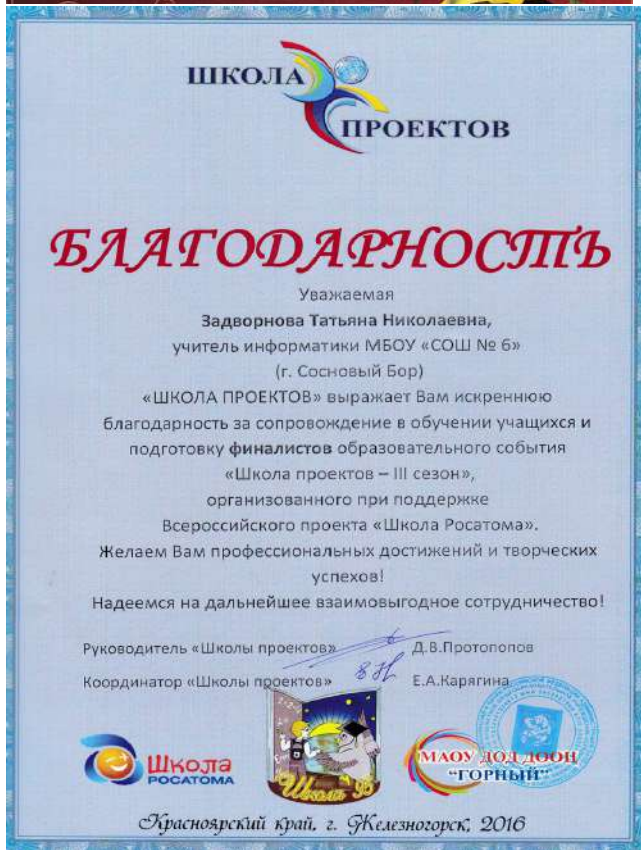 ШКОЛА
ПРОЕКТОВ
БЛАГОДАРНОСТЬ
Уважаемая
Задворнова Татьяна Николаевна,
учитель информатики МБОУ «СОШ № 6»
(г. Сосновый Бор)
«ШКОЛА ПРОЕКТОВ» выражает Вам искреннюю
благодарность за сопровождение в обучении учащихся и
подготовку финалистов образовательного события
«Школа проектов – III сезон»,
организованного при поддержке
Всероссийского проекта «Школа Росатома».
Желаем Вам профессиональных достижений и творческих
успехов!
Надеемся на дальнейшее взаимовыгодное сотрудничество!
Руководитель «Школы проектов» Д.В.Протопопов
Координатор «Школы проектов» Е.А.Карягина
Школа
РОСАТОМА
Школа 95
МАОУ ДОД ДООЦ
"ГОРНЫЙ"
Красноярский край, г. Железногорск, 2016